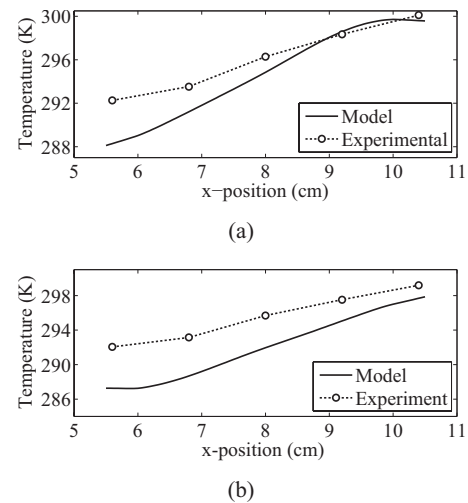 300
296
292
288
Temperature (K)
Model
Experimental
5 6 7 8 9 10 11
x−position (cm)
(a)
298
294
290
286
Temperature (K)
Model
Experiment
5 6 7 8 9 10 11
x-position (cm)
(b)